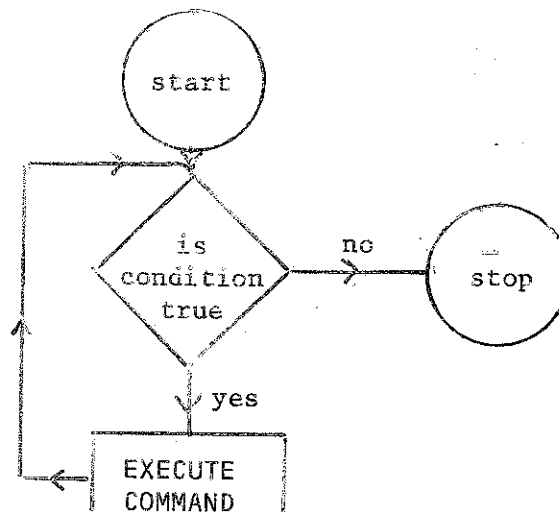 start
is
condition
true
no
stop
yes
EXECUTE
COMMAND